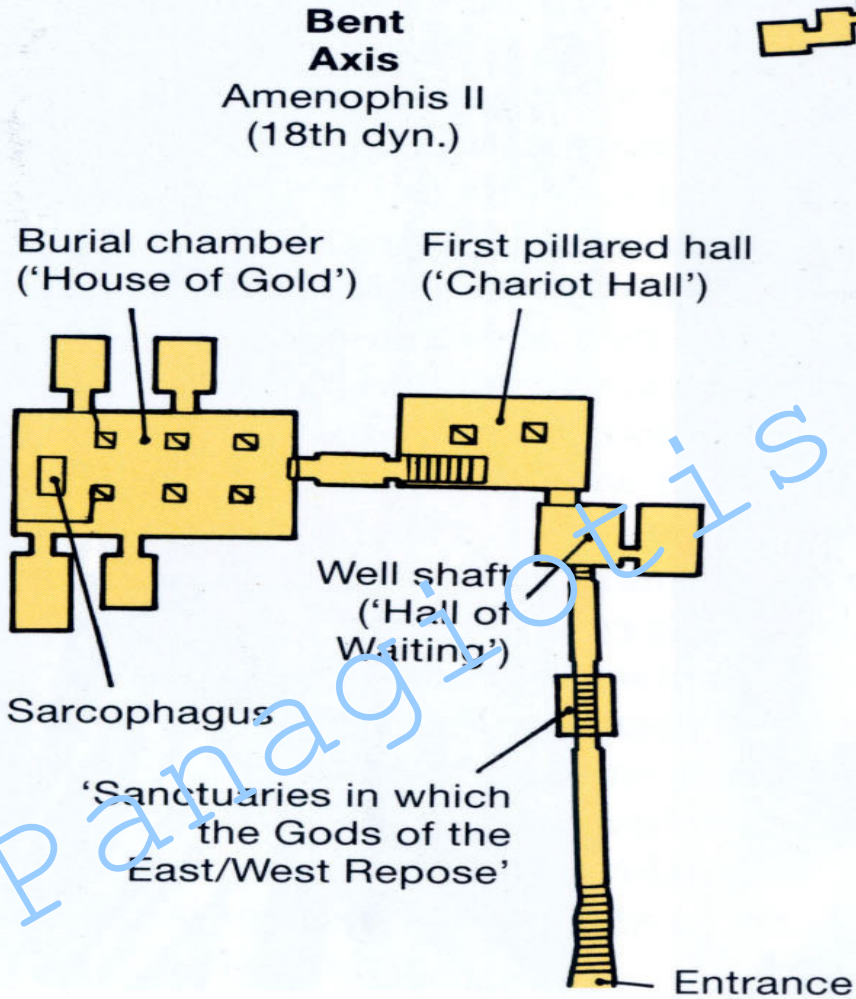 Bent
Axis
Amenophis II
(18th dyn.)
Burial chamber
(‘House of Gold’)
First pillared hall
(‘Chariot Hall’)
Well shaft
(‘Hall of
Waiting’)
Sarcophagus
‘Sanctuaries in which
the Gods of the
East/West Repose’
Entrance
Panagiotis